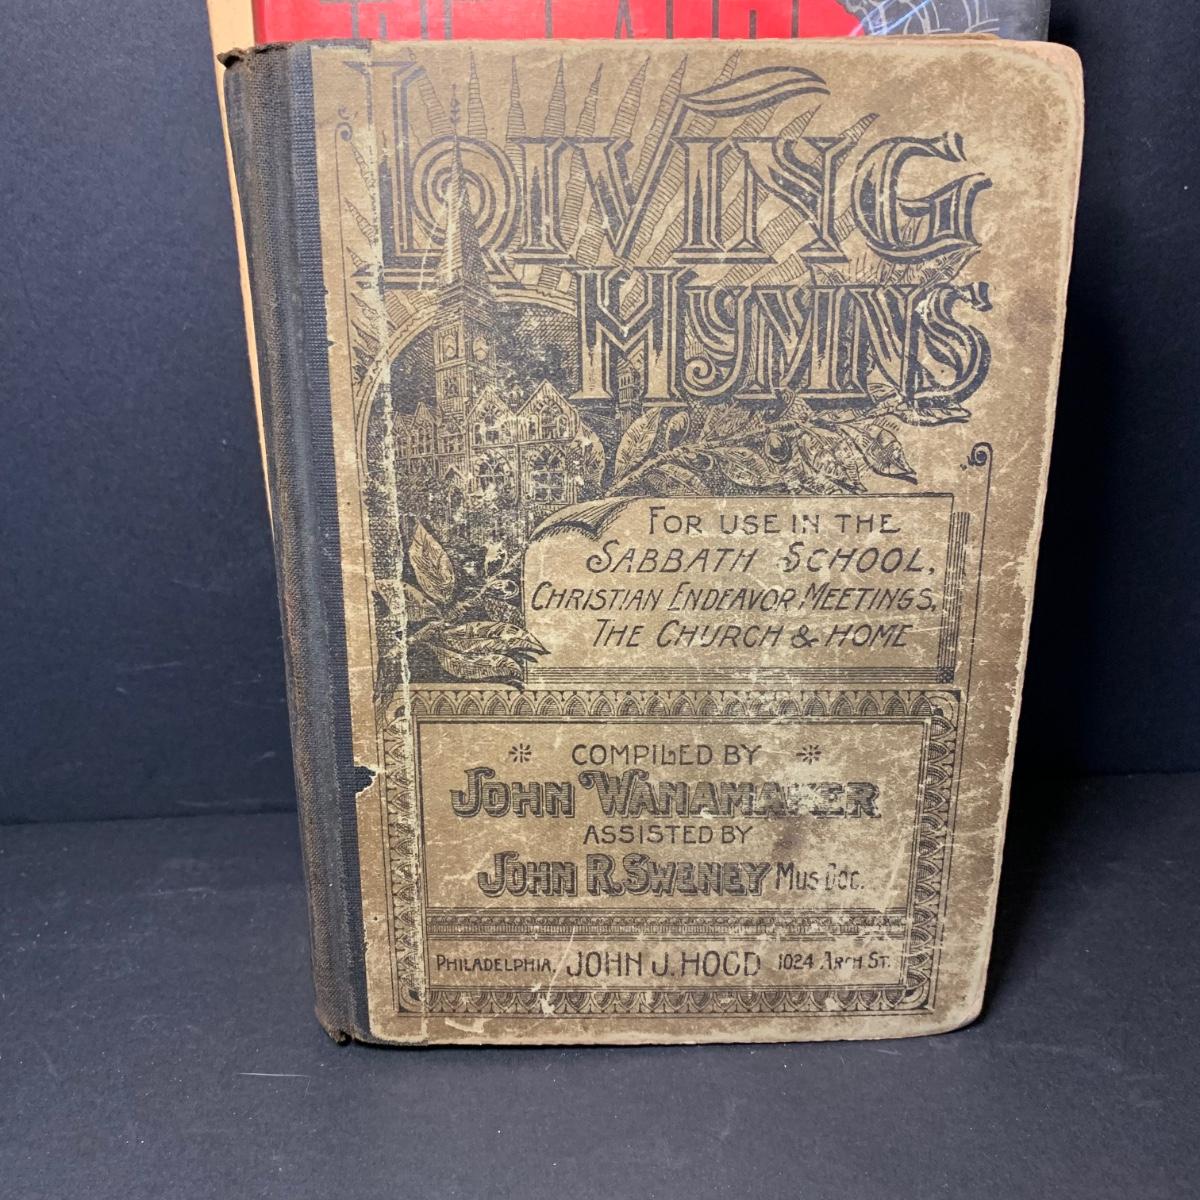 LIVING
HYMNS
FOR USE IN THE
SABBATH SCHOOL,
CHRISTIAN ENDEAVOR MEETINGS,
THE CHURCH & HOME
COMPILED BY
JOHN WANAMAKER
ASSISTED BY
JOHN R. SWENEY MUS DOC.
PHILADELPHIA, JOHN J. HOOD 1024 ARCH ST.